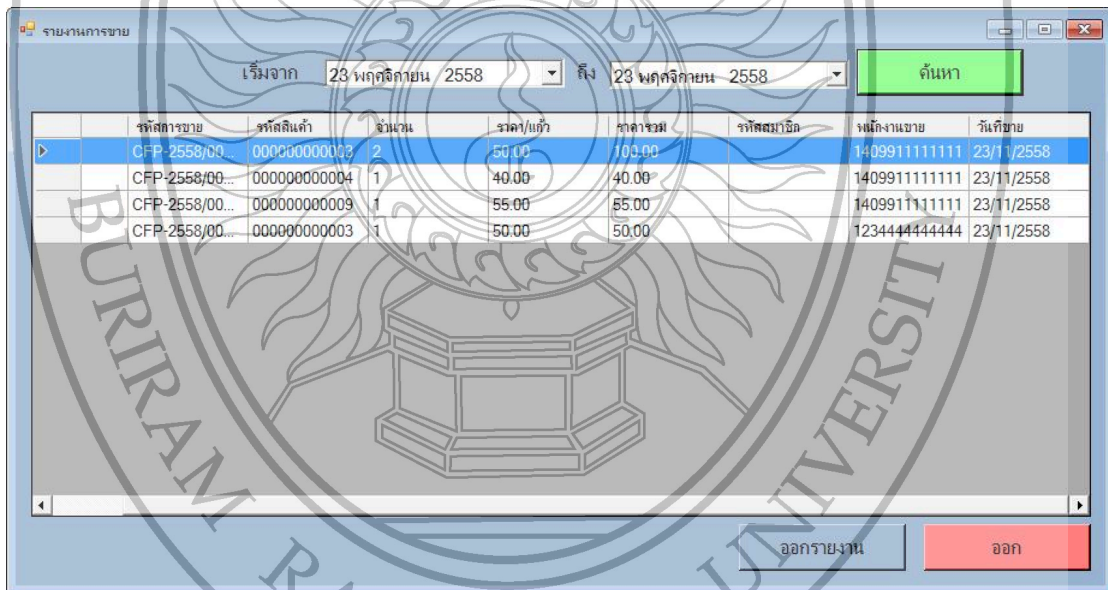 รายงานการขาย
เริ่มจาก 23 พฤศจิกายน 2558 ถึง 23 พฤศจิกายน 2558 ค้นหา
รหัสการขาย รหัสสินค้า จำนวน ราคา/แก้ว ราคารวม รหัสสมาชิก พนักงานขาย วันที่ขาย
CFP-2558/00... 000000000003 2 50.00 100.00 1409911111111 23/11/2558
CFP-2558/00... 000000000004 1 40.00 40.00 1409911111111 23/11/2558
CFP-2558/00... 000000000009 1 55.00 55.00 1409911111111 23/11/2558
CFP-2558/00... 000000000003 1 50.00 50.00 1234444444444 23/11/2558
ออกรายงาน ออก
BURIRAM UNIVERSITY